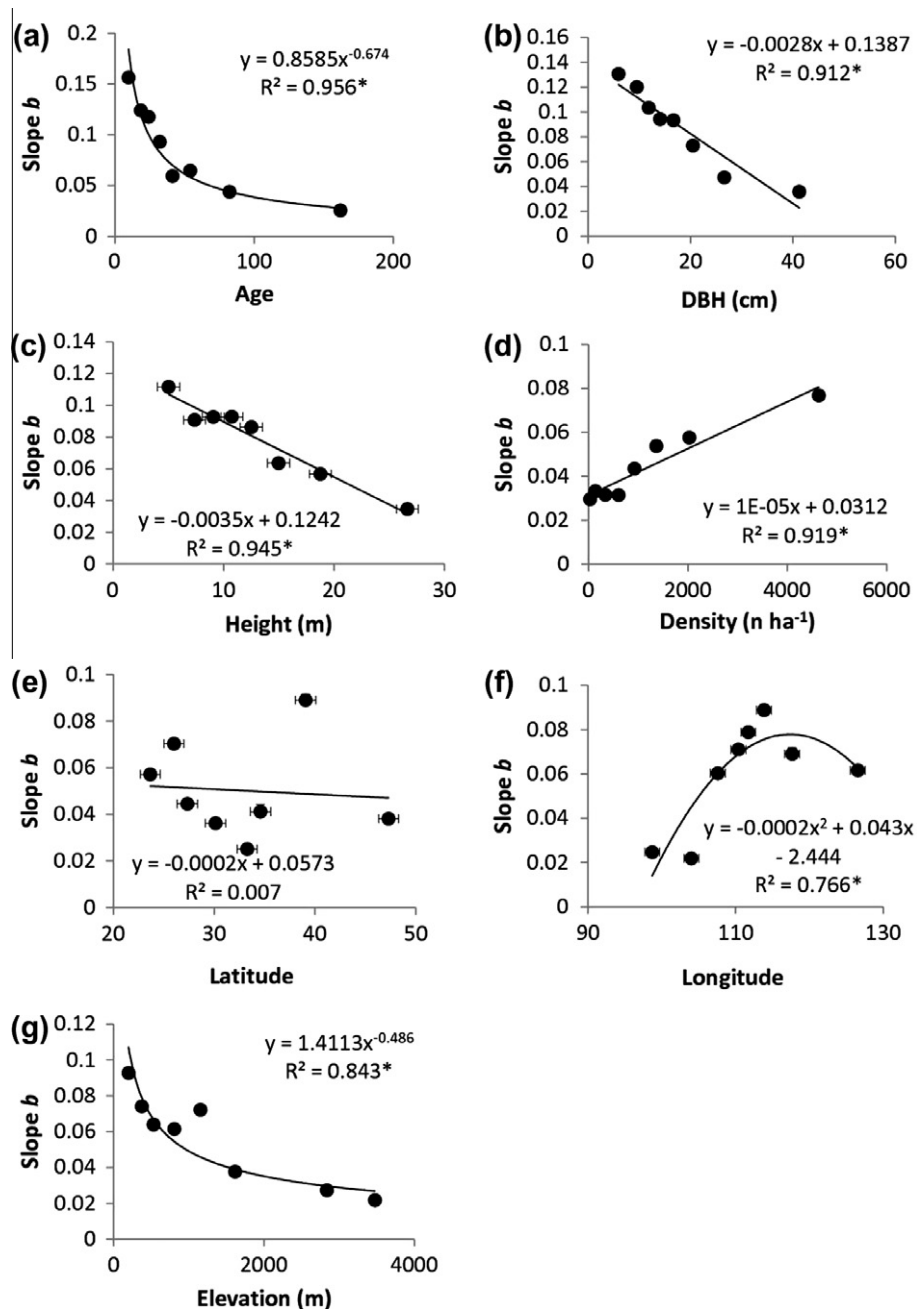 (a)
y = 0.8585x^-0.674
R² = 0.956*
0.2
0.15
0.1
0.05
0
0 100 200
Slope b
Age
(b)
y = -0.0028x + 0.1387
R² = 0.912*
0.16
0.14
0.12
0.1
0.08
0.06
0.04
0.02
0
0 20 40 60
Slope b
DBH (cm)
(c)
0.14
0.12
0.1
0.08
0.06
0.04
0.02
0
y = -0.0035x + 0.1242
R² = 0.945*
0 10 20 30
Slope b
Height (m)
(d)
0.1
0.08
0.06
0.04
0.02
0
y = 1E-05x + 0.0312
R² = 0.919*
0 2000 4000 6000
Slope b
Density (n ha⁻¹)
(e)
0.1
0.08
0.06
0.04
0.02
0
y = -0.0002x + 0.0573
R² = 0.007
20 30 40 50
Slope b
Latitude
(f)
0.1
0.08
0.06
0.04
0.02
0
y = -0.0002x² + 0.043x
- 2.444
R² = 0.766*
90 110 130
Slope b
Longitude
(g)
y = 1.4113x^-0.486
R² = 0.843*
0.12
0.1
0.08
0.06
0.04
0.02
0
0 2000 4000
Slope b
Elevation (m)